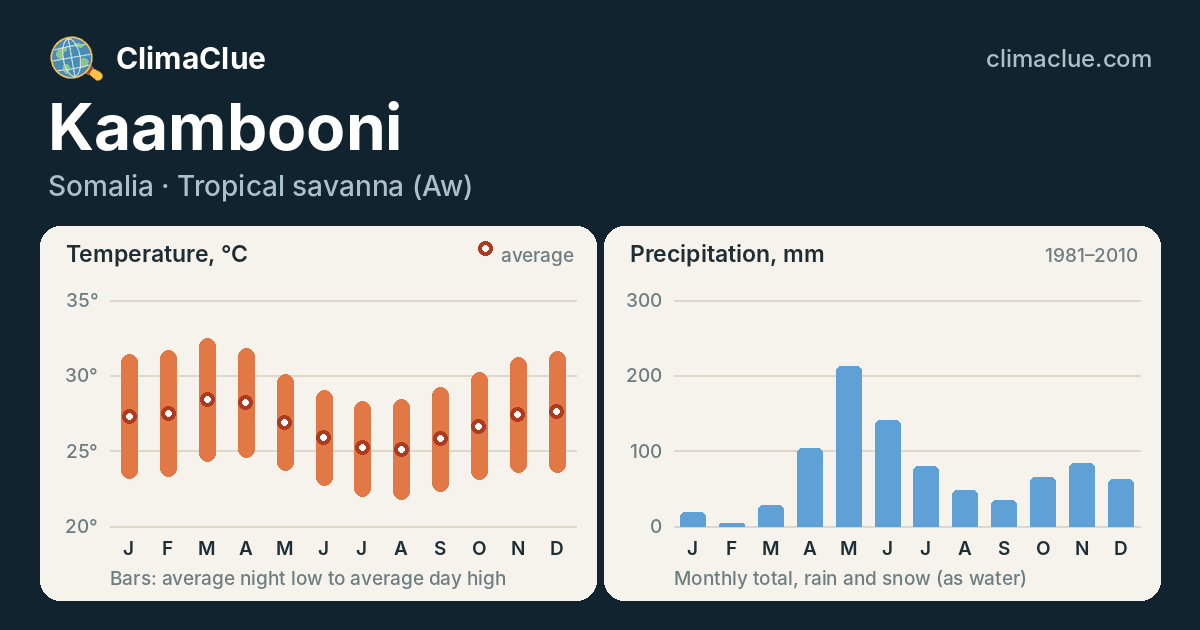 ClimaClue
climaclue.com
Kaambooni
Somalia · Tropical savanna (Aw)
Temperature, °C
average
35°
30°
25°
20°
J F M A M J J A S O N D
Bars: average night low to average day high
Precipitation, mm
1981–2010
300
200
100
0
J F M A M J J A S O N D
Monthly total, rain and snow (as water)